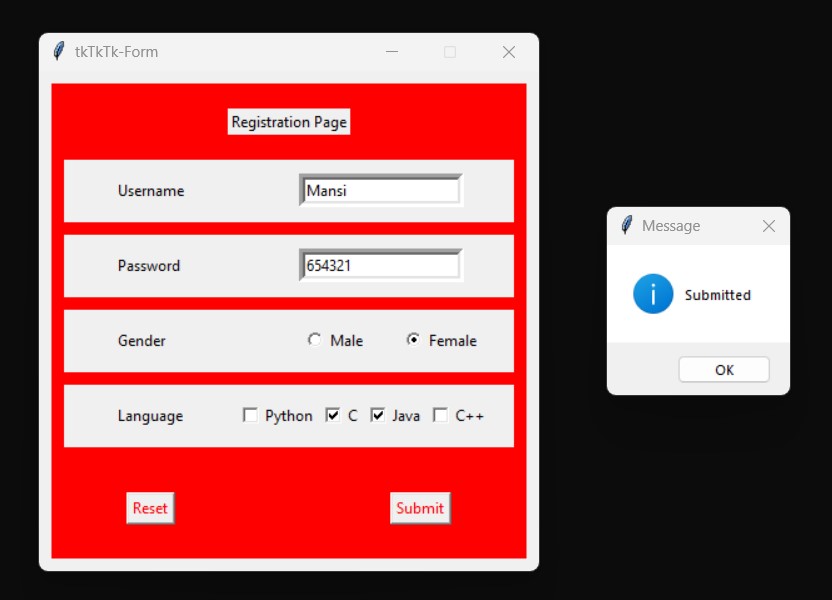 tkTkTk-Form
Registration Page
Username Mansi
Password 654321
Gender Male Female
Language Python C Java C++
Reset Submit
Message
Submitted
OK